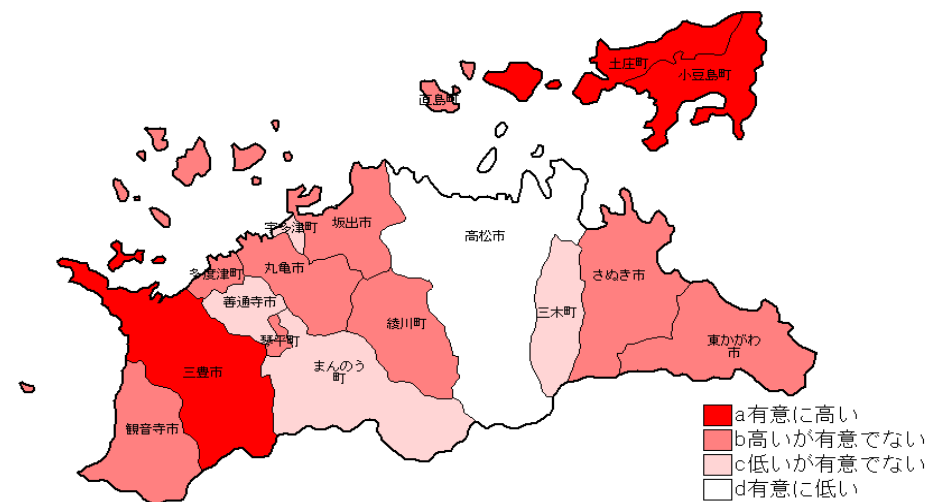 土庄町
小豆島町
直島町
宇多津町
坂出市
高松市
多度津町
丸亀市
さぬき市
善通寺市
綾川町
三木町
琴平町
東かがわ
市
三豊市
まんのう
町
観音寺市
a有意に高い
b高いが有意でない
c低いが有意でない
d有意に低い